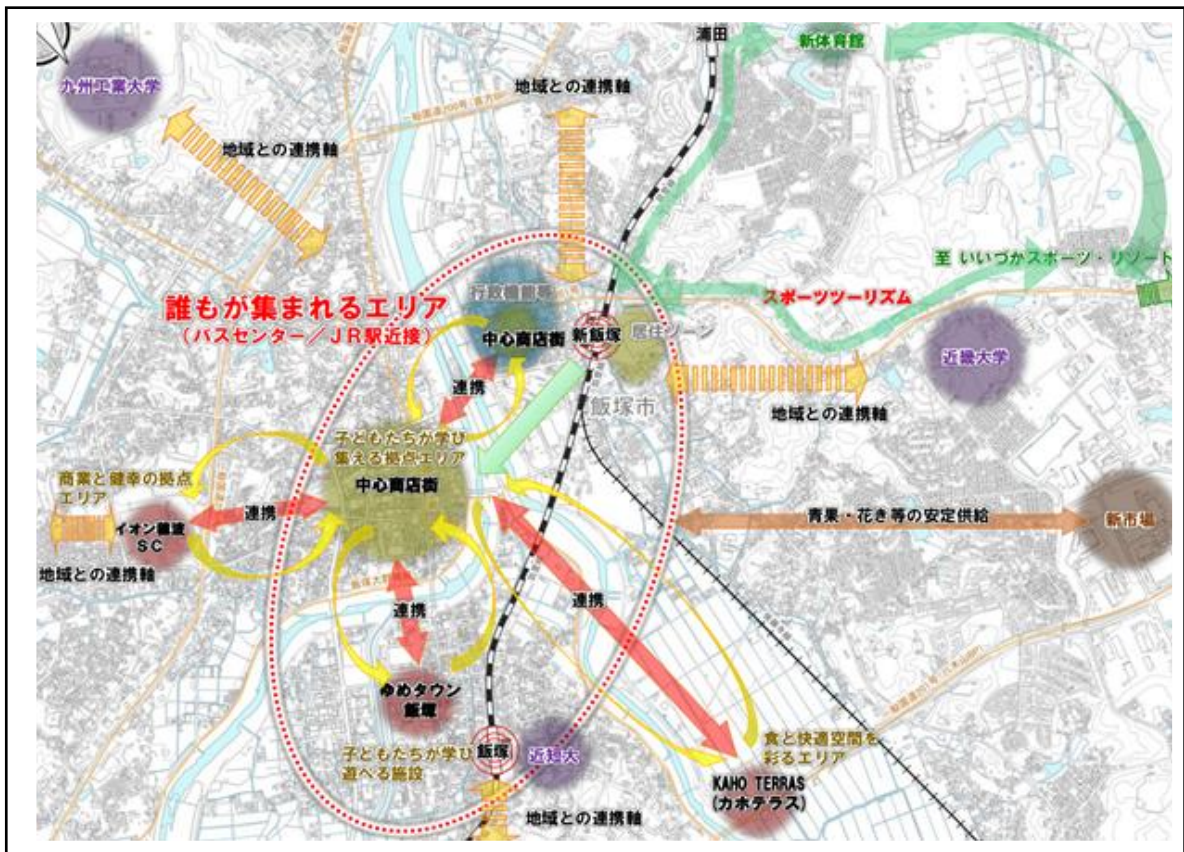 浦田
新体育館
九州工業大学
地域との連携軸
地域との連携軸
至 いいづかスポーツ・リゾート
誰もが集まれるエリア
(バスセンター/JR駅近接)
行政機能等
中心商店街
新飯塚
居住ゾーン
スポーツツーリズム
近畿大学
連携
飯塚市
地域との連携軸
子どもたちが学び
集える拠点エリア
中心商店街
商業と健幸の拠点
エリア
連携
イオン穂波
SC
地域との連携軸
青果・花き等の安定供給
新市場
連携
連携
ゆめタウン
飯塚
子どもたちが学び
遊べる施設
飯塚
近短大
食と快適空間を
彩るエリア
KAHO TERRAS
(カホテラス)
地域との連携軸